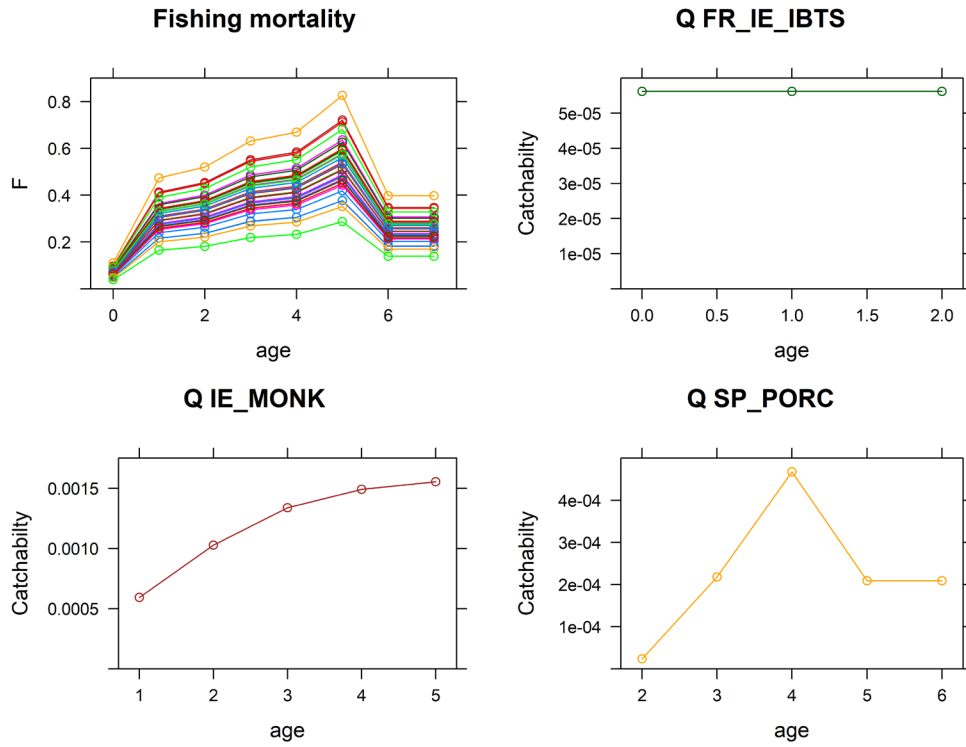 Fishing mortality
0.8
0.6
0.4
0.2
F
0 2 4 6
age
Q FR_IE_IBTS
5e-05
4e-05
3e-05
2e-05
1e-05
Catchabilty
0.0 0.5 1.0 1.5 2.0
age
Q IE_MONK
0.0015
0.0010
0.0005
Catchabilty
1 2 3 4 5
age
Q SP_PORC
4e-04
3e-04
2e-04
1e-04
Catchabilty
2 3 4 5 6
age